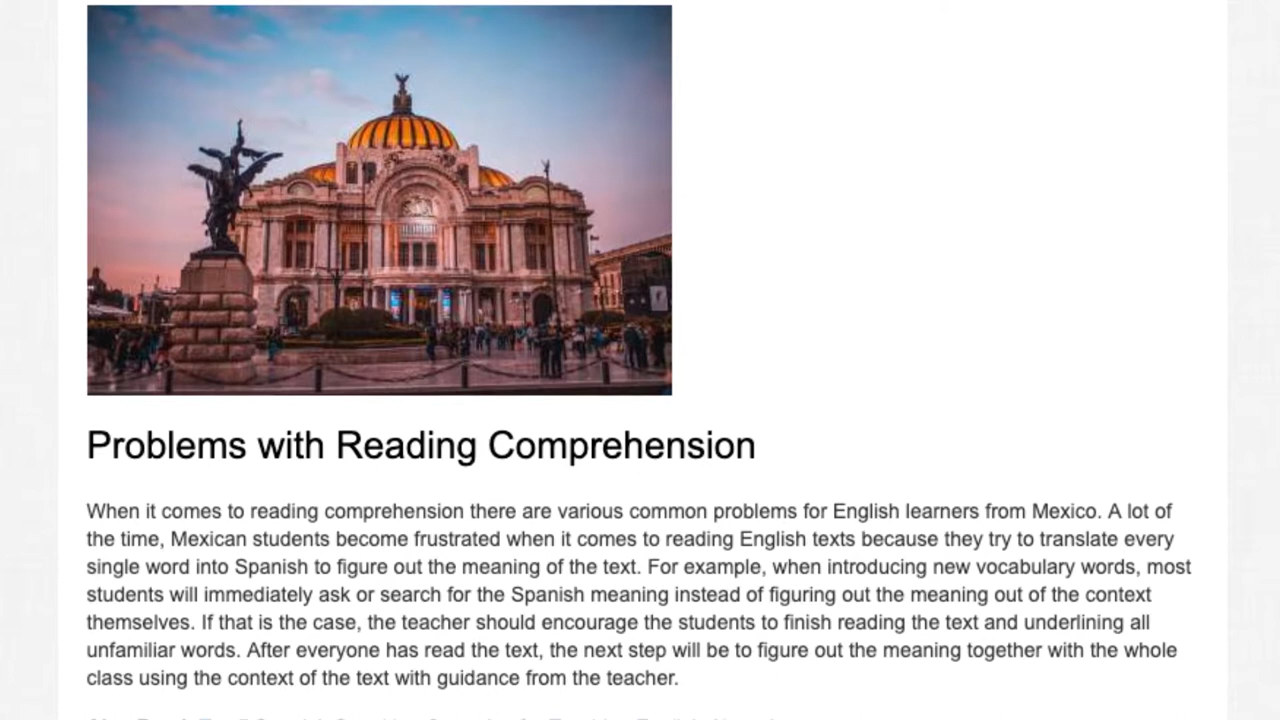 Problems with Reading Comprehension
When it comes to reading comprehension there are various common problems for English learners from Mexico. A lot of
the time, Mexican students become frustrated when it comes to reading English texts because they try to translate every
single word into Spanish to figure out the meaning of the text. For example, when introducing new vocabulary words, most
students will immediately ask or search for the Spanish meaning instead of figuring out the meaning out of the context
themselves. If that is the case, the teacher should encourage the students to finish reading the text and underlining all
unfamiliar words. After everyone has read the text, the next step will be to figure out the meaning together with the whole
class using the context of the text with guidance from the teacher.